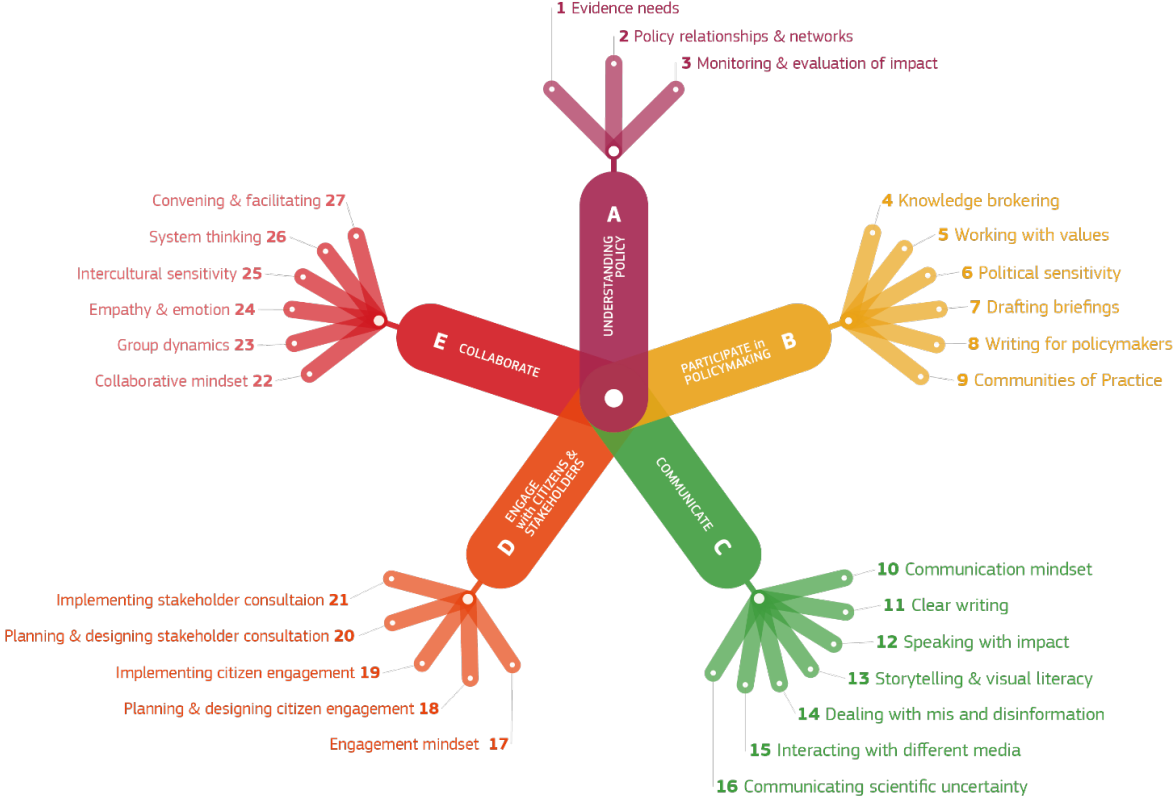 1 Evidence needs
2 Policy relationships & networks
3 Monitoring & evaluation of impact
A
UNDERSTANDING
POLICY
4 Knowledge brokering
5 Working with values
6 Political sensitivity
7 Drafting briefings
8 Writing for policymakers
9 Communities of Practice
B
PARTICIPATE in
POLICYMAKING
COMMUNICATE
C
10 Communication mindset
11 Clear writing
12 Speaking with impact
13 Storytelling & visual literacy
14 Dealing with mis and disinformation
15 Interacting with different media
16 Communicating scientific uncertainty
ENGAGE
with CITIZENS &
STAKEHOLDERS
D
Implementing stakeholder consultaion 21
Planning & designing stakeholder consultation 20
Implementing citizen engagement 19
Planning & designing citizen engagement 18
Engagement mindset 17
E COLLABORATE
Convening & facilitating 27
System thinking 26
Intercultural sensitivity 25
Empathy & emotion 24
Group dynamics 23
Collaborative mindset 22